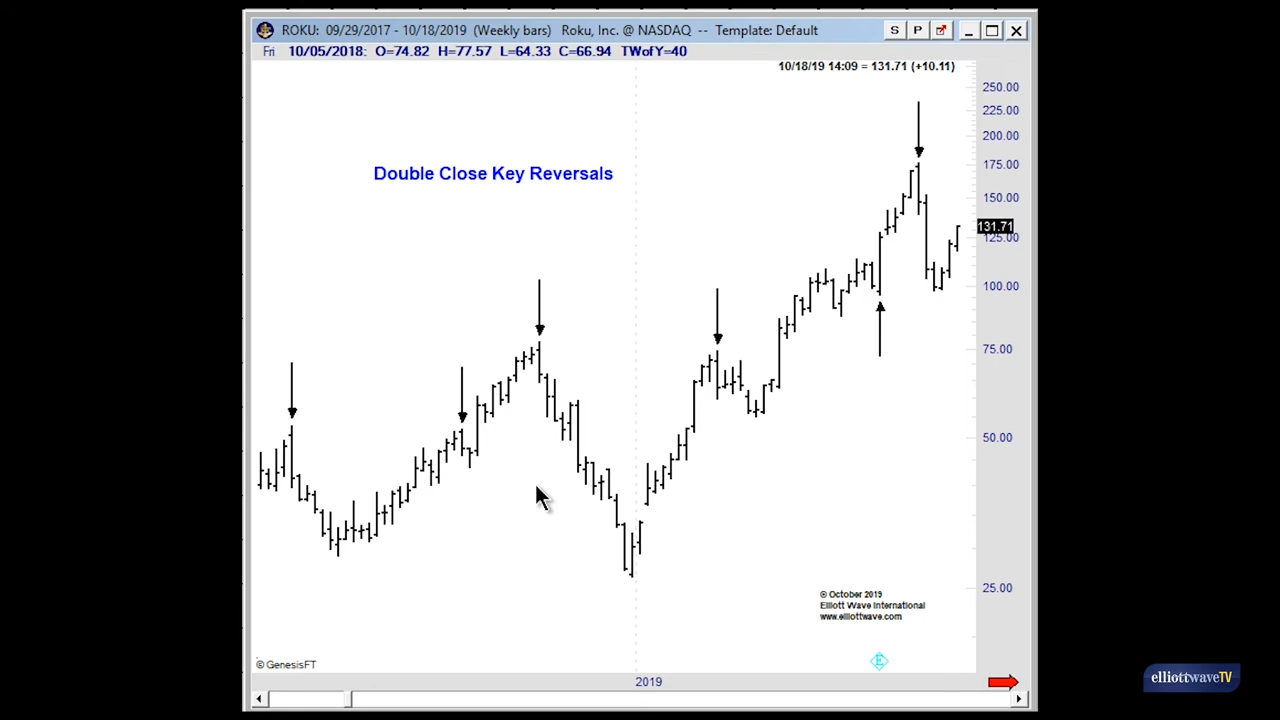 ROKU: 09/29/2017 - 10/18/2019 (Weekly bars) Roku, Inc. @ NASDAQ -- Template: Default
S P
Fri 10/05/2018: O=74.82 H=77.57 L=64.33 C=66.94 TWofY=40
10/18/19 14:09 = 131.71 (+10.11)
250.00
225.00
200.00
Double Close Key Reversals
175.00
150.00
131.71
125.00
100.00
75.00
50.00
25.00
© October 2019
Elliott Wave International
www.elliottwave.com
E
© GenesisFT
2019
elliottwaveTV